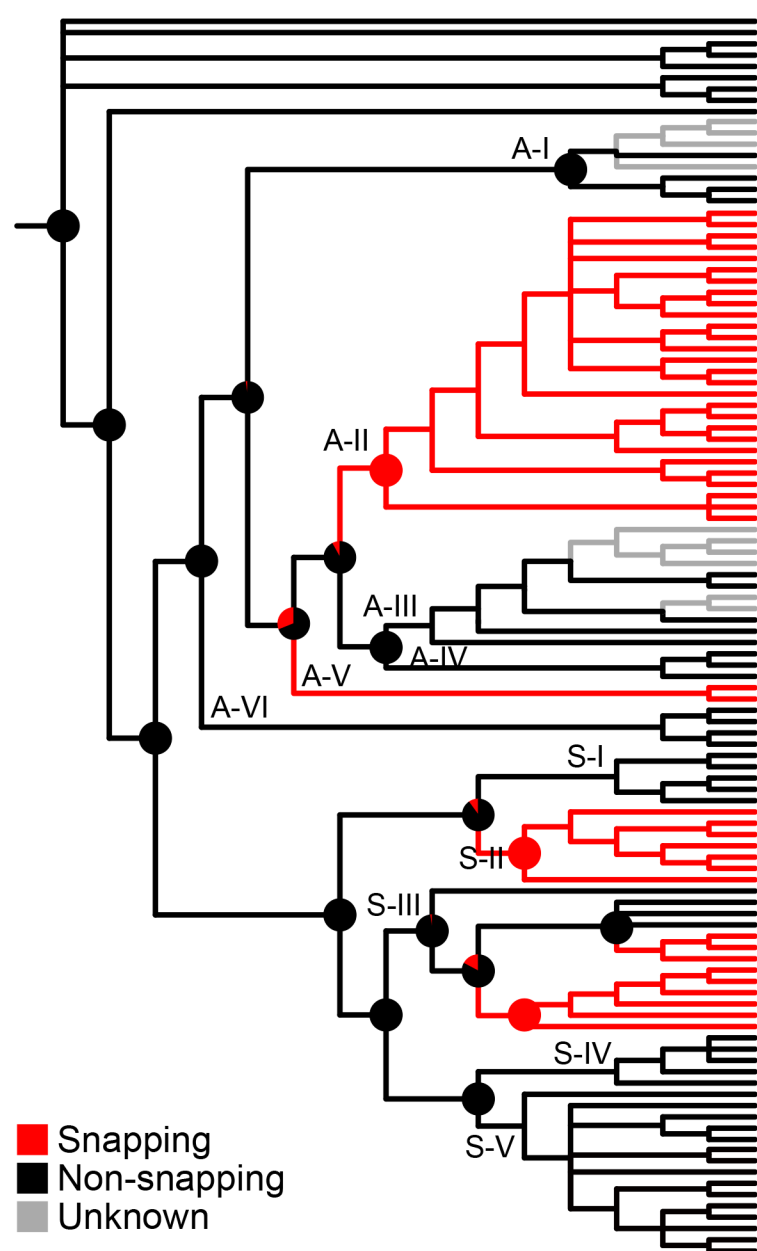 A-I
A-II
A-III
A-IV
A-V
A-VI
S-I
S-II
S-III
S-IV
S-V
Snapping
Non-snapping
Unknown